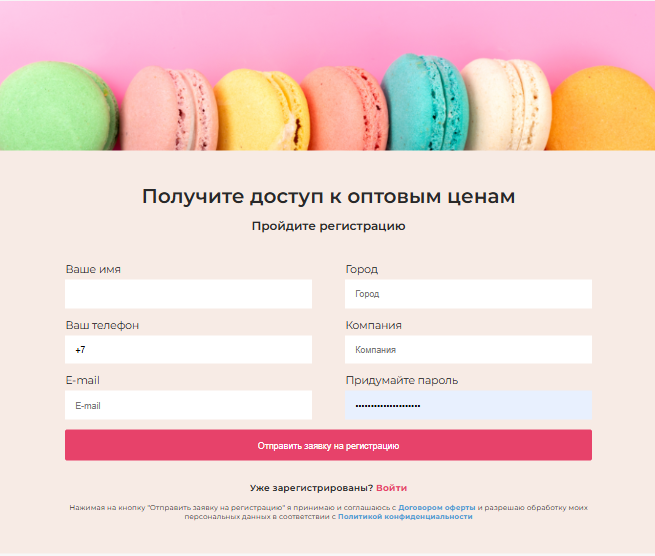 Получите доступ к оптовым ценам
Пройдите регистрацию
Ваше имя
Город
Город
Ваш телефон
Компания
+7
Компания
E-mail
Придумайте пароль
E-mail
Отправить заявку на регистрацию
Уже зарегистрированы? Войти
Нажимая на кнопку "Отправить заявку на регистрацию" я принимаю и соглашаюсь с Договором оферты и разрешаю обработку моих
персональных данных в соответствии с Политикой конфиденциальности